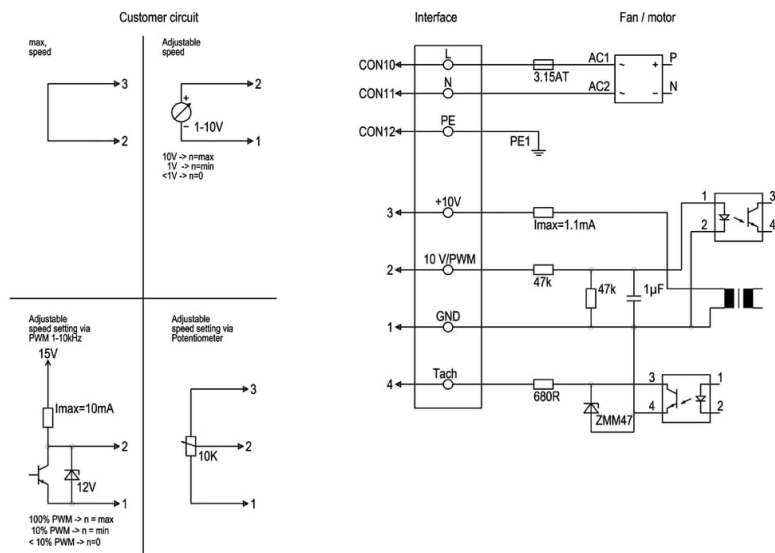 Customer circuit
Interface
Fan / motor
max,
speed
3
2
Adjustable
speed
2
+
1-10V
−
1
10V -> n=max
1V -> n=min
<1V -> n=0
Adjustable
speed setting via
PWM 1-10kHz
15V
Imax=10mA
2
12V
1
100% PWM -> n = max
10% PWM -> n = min
< 10% PWM -> n=0
Adjustable
speed setting via
Potentiometer
3
2
10K
1
CON10
L
3.15AT
AC1
~
+
P
CON11
N
AC2
~
−
N
CON12
PE
PE1
3
+10V
Imax=1.1mA
1
3
2
4
2
10 V/PWM
47k
47k
1µF
1
GND
4
Tach
680R
ZMM47
3
1
4
2